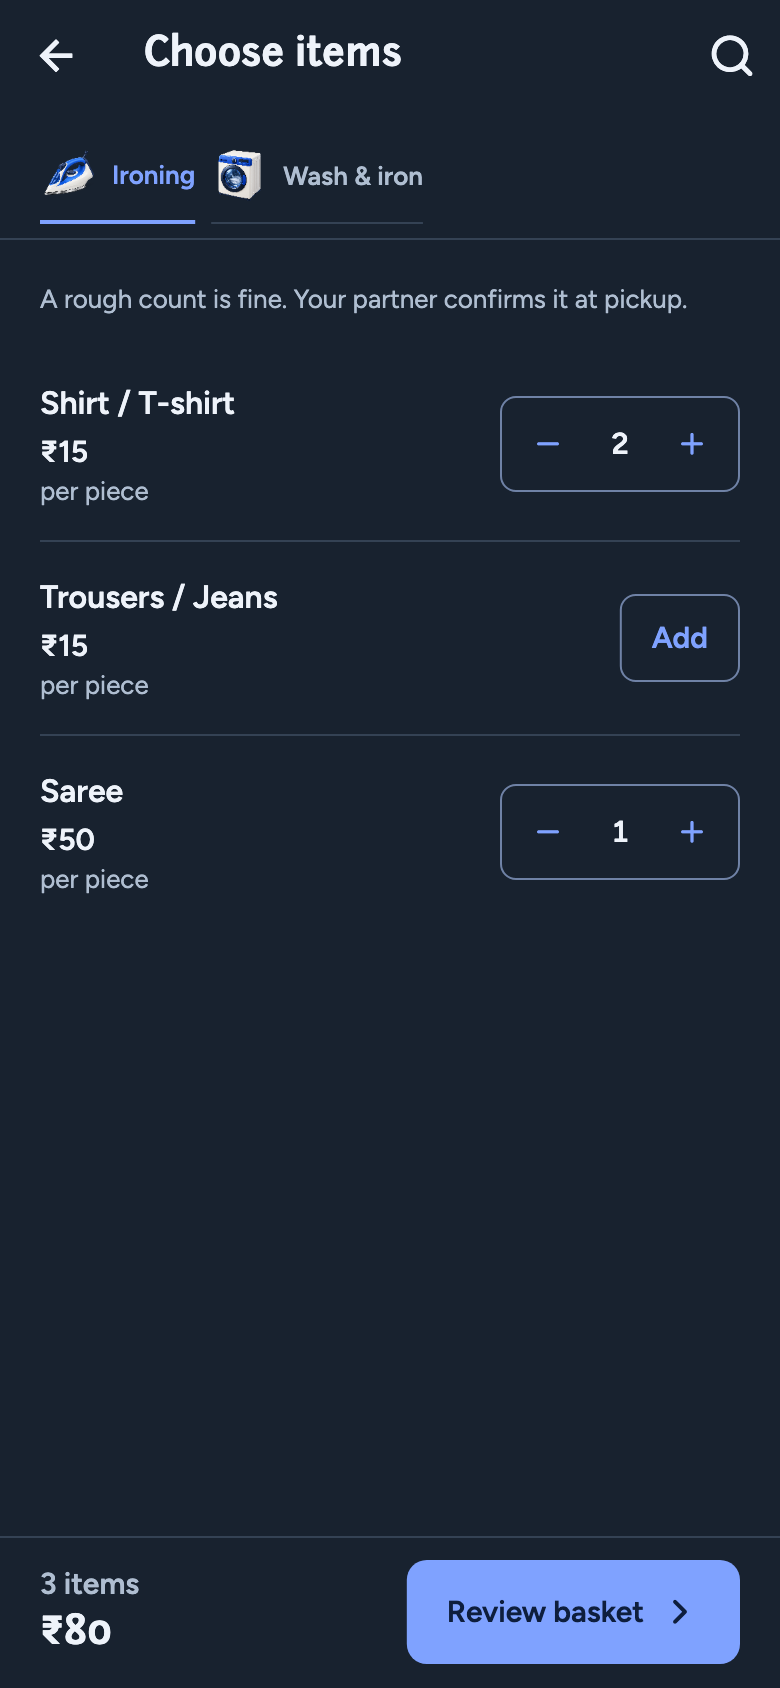 Choose items
Ironing
Wash & iron
A rough count is fine. Your partner confirms it at pickup.
Shirt / T-shirt
₹15
per piece
2
Trousers / Jeans
₹15
per piece
Add
Saree
₹50
per piece
1
3 items
₹80
Review basket